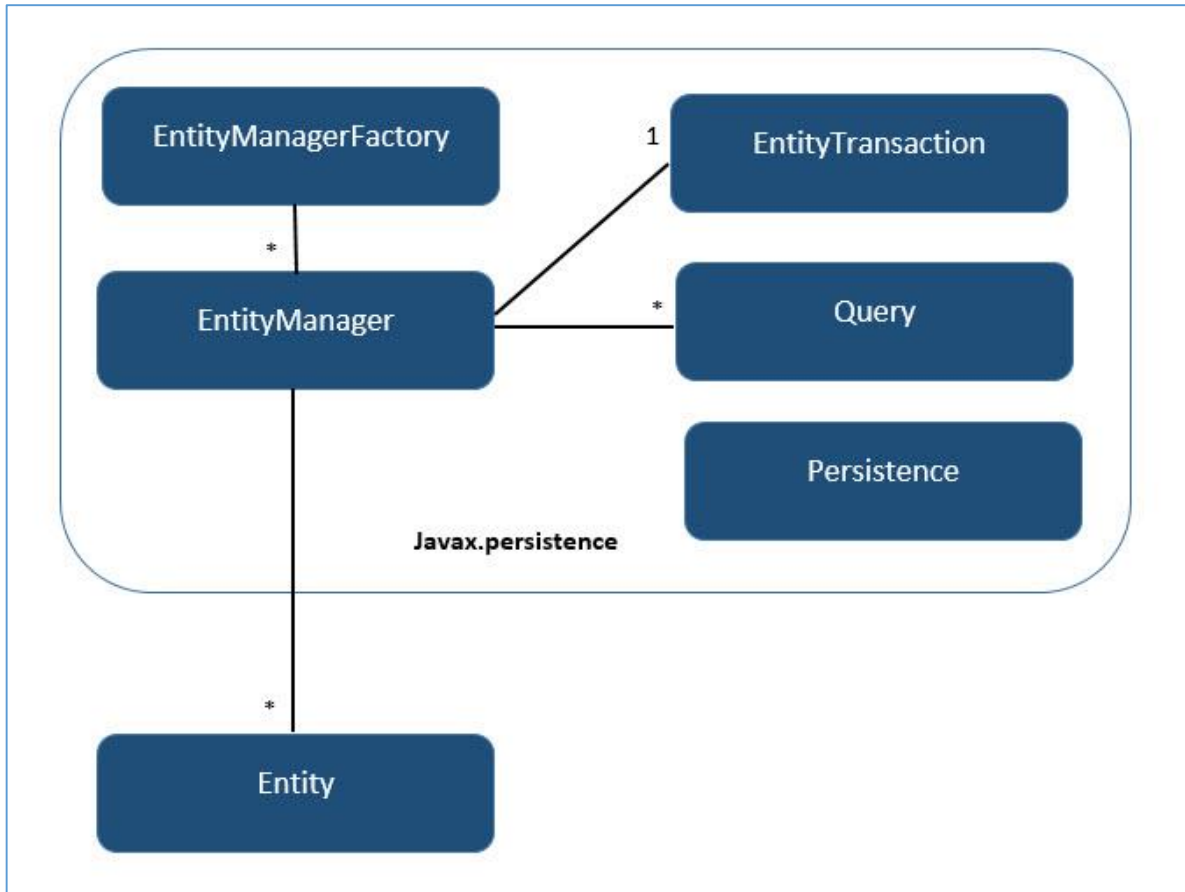 EntityManagerFactory
1
EntityTransaction
*
EntityManager
*
Query
Persistence
Javax.persistence
*
Entity